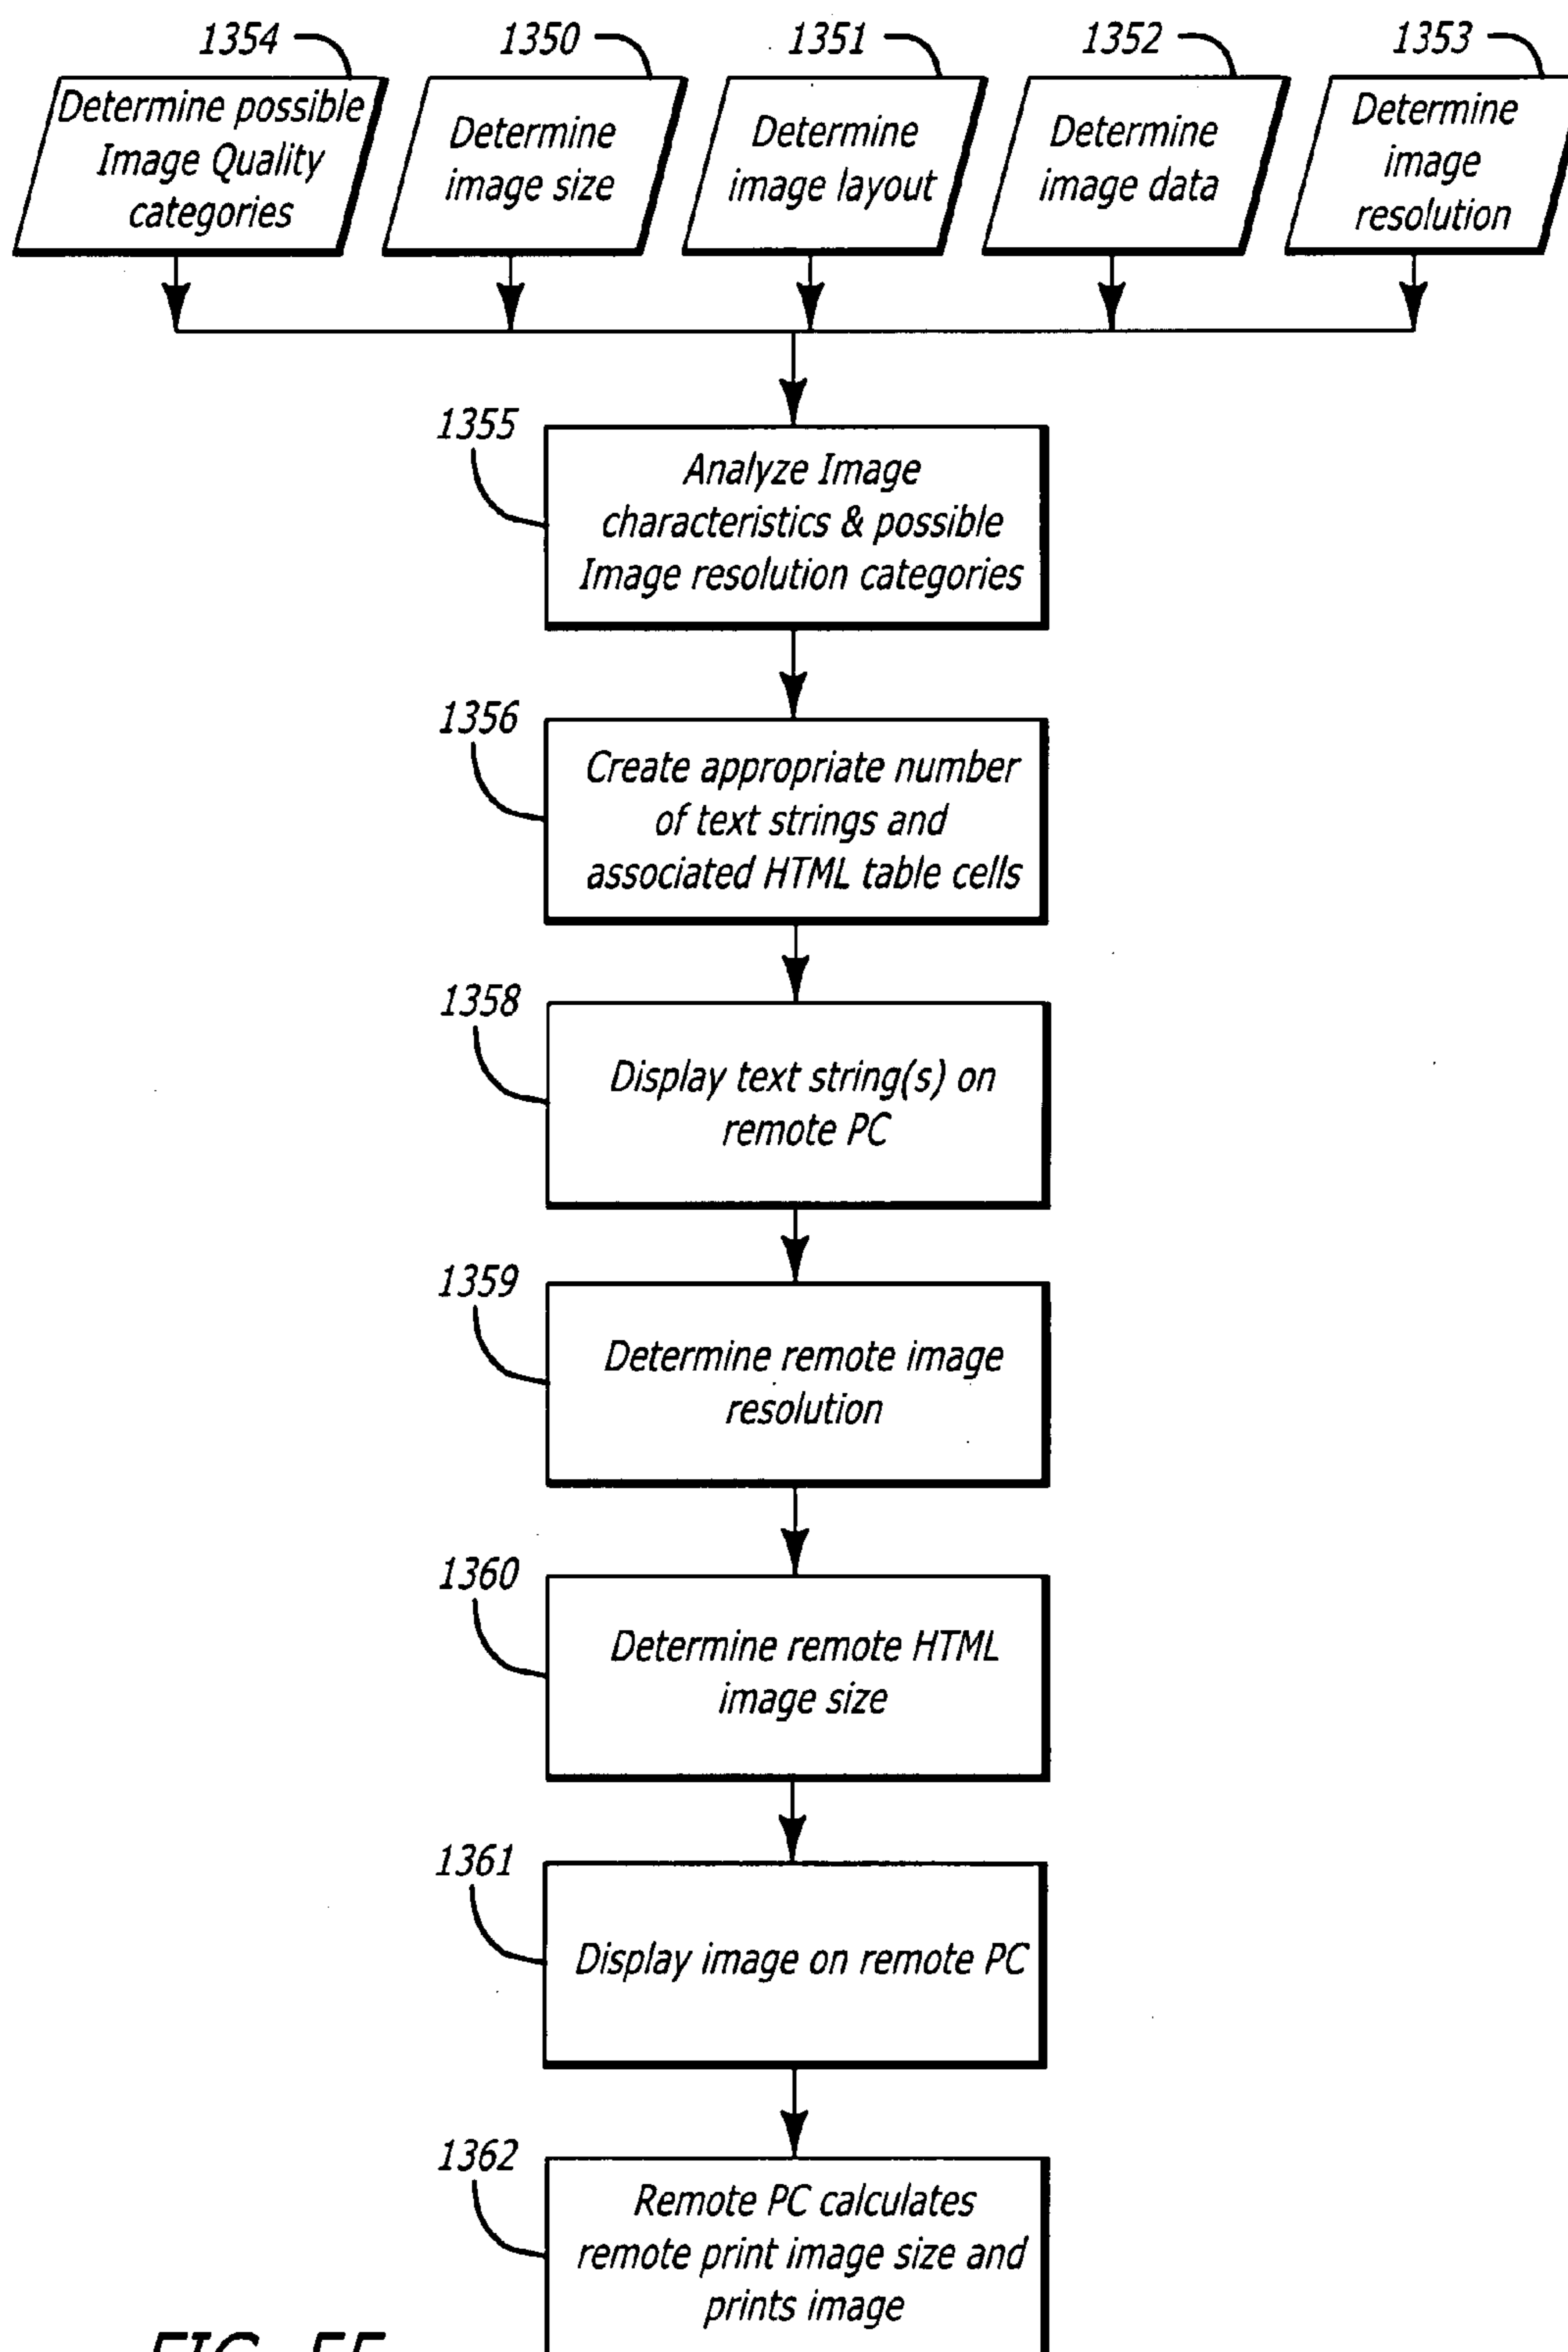 1354
1350
1351
1352
1353
Determine possible
Image Quality
categories
Determine
image size
Determine
image layout
Determine
image data
Determine
image
resolution
1355
Analyze Image
characteristics & possible
Image resolution categories
1356
Create appropriate number
of text strings and
associated HTML table cells
1358
Display text string(s) on
remote PC
1359
Determine remote image
resolution
1360
Determine remote HTML
image size
1361
Display image on remote PC
1362
Remote PC calculates
remote print image size and
prints image
FIG. 55